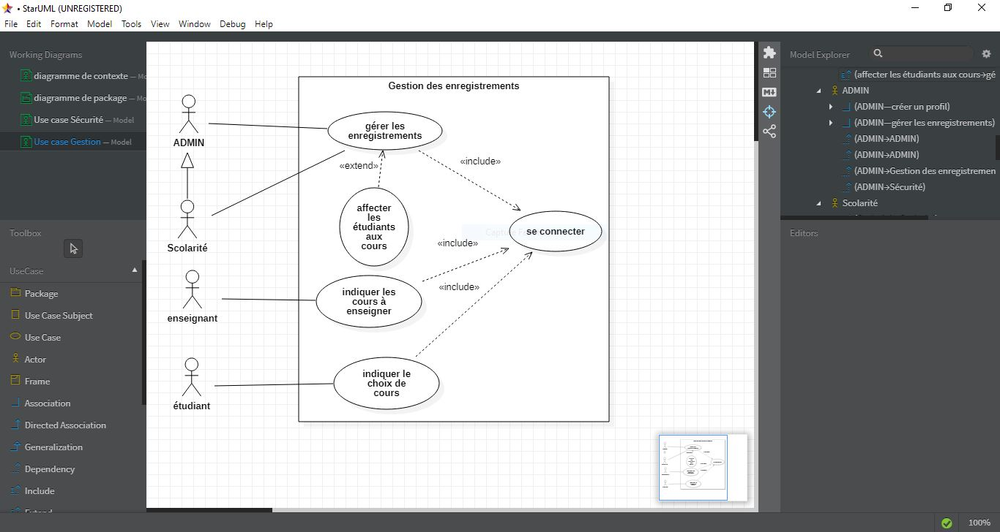 • StarUML (UNREGISTERED)
File Edit Format Model Tools View Window Debug Help
Working Diagrams
diagramme de contexte — Mo
diagramme de package — Mo
Use case Sécurité — Model
Use case Gestion — Model
Toolbox
UseCase
Package
Use Case Subject
Use Case
Actor
Frame
Association
Directed Association
Generalization
Dependency
Include
Extend
Gestion des enregistrements
ADMIN
gérer les
enregistrements
«extend»
«include»
affecter
les
étudiants
aux
cours
Scolarité
se connecter
«include»
enseignant
indiquer les
cours à
enseigner
«include»
étudiant
indiquer le
choix de
cours
Model Explorer
(affecter les étudiants aux cours→gé
ADMIN
(ADMIN—créer un profil)
(ADMIN—gérer les enregistrements)
(ADMIN→ADMIN)
(ADMIN→ADMIN)
(ADMIN→Gestion des enregistremen
(ADMIN→Sécurité)
Scolarité
Editors
100%